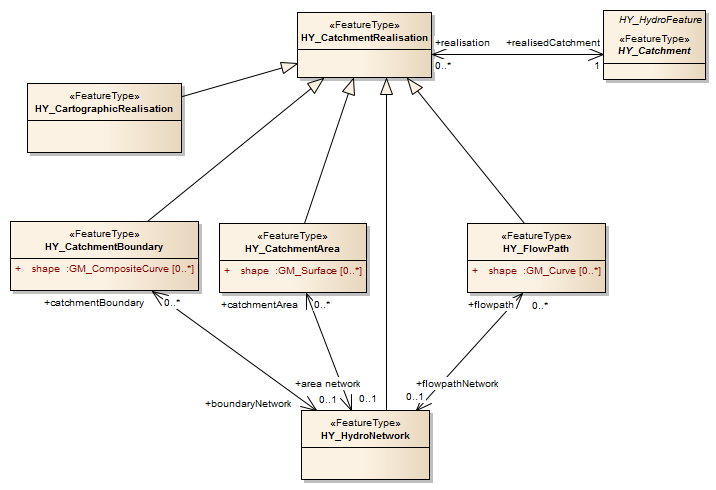 «FeatureType»
HY_CatchmentRealisation
HY_HydroFeature
«FeatureType»
HY_Catchment
+realisation
+realisedCatchment
0..*
1
«FeatureType»
HY_CartographicRealisation
«FeatureType»
HY_CatchmentBoundary
+ shape :GM_CompositeCurve [0..*]
«FeatureType»
HY_CatchmentArea
+ shape :GM_Surface [0..*]
«FeatureType»
HY_FlowPath
+ shape :GM_Curve [0..*]
+catchmentBoundary
0..*
+catchmentArea
0..*
+flowpath
0..*
+area network
+flowpathNetwork
+boundaryNetwork
0..1
0..1
0..1
«FeatureType»
HY_HydroNetwork